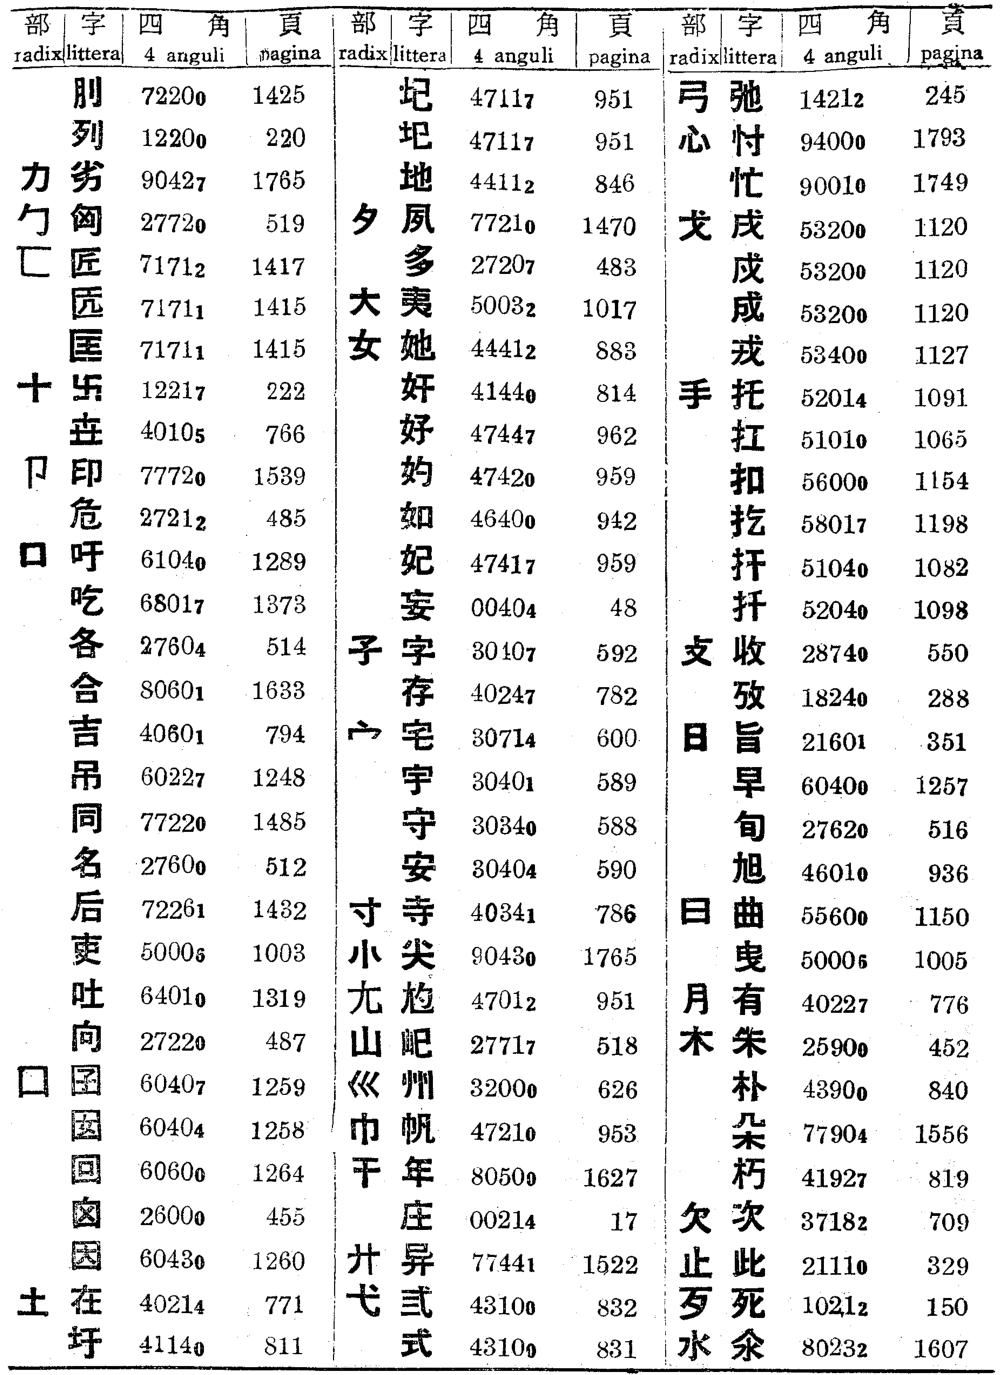 部 字 四角 頁
radix littera 4 anguli pagina
刖 72200 1425
列 12200 220
力 劣 90427 1765
勹 匈 27720 519
匚 匠 71712 1417
匟 71711 1415
匡 71711 1415
十 卐 12217 222
40105 766
卩 印 77720 1539
危 27212 485
口 吁 61040 1289
吃 68017 1373
各 27604 514
合 80601 1633
吉 40601 794
吊 60227 1248
同 77220 1485
名 27600 512
后 72261 1432
吏 50006 1003
吐 64010 1319
向 27220 487
囗 囝 60407 1259
囡 60404 1258
回 60600 1264
囟 26000 455
因 60430 1260
土 在 40214 771
圩 41140 811
部 字 四角 頁
radix littera 4 anguli pagina
圮 47117 951
圯 47117 951
地 44112 846
夕 夙 77210 1470
多 27207 483
大 夷 50032 1017
女 她 44412 883
奸 41440 814
好 47447 962
妁 47420 959
如 46400 942
妃 47417 959
妄 00404 48
子 字 30407 592
存 40247 782
宀 宅 30714 600
宇 30401 589
守 30340 588
安 30404 590
寸 寺 40341 786
小 尖 90430 1765
尢 尥 47012 951
山 屺 27717 518
巛 州 32000 626
巾 帆 47210 953
干 年 80500 1627
庄 00214 17
廾 异 77441 1522
弋 弎 43100 832
式 43100 831
部 字 四角 頁
radix littera 4 anguli pagina
弓 弛 14212 245
心 忖 94000 1793
忙 90010 1749
戈 戌 53200 1120
戍 53200 1120
成 53200 1120
戎 53400 1127
手 托 52014 1091
扛 51010 1065
扣 56000 1154
扢 58017 1198
扞 51040 1082
扦 52040 1098
攴 收 28740 550
攷 18240 288
日 旨 21601 351
早 60400 1257
旬 27620 516
旭 46010 936
曰 曲 55600 1150
曳 50006 1005
月 有 40227 776
木 朱 25900 452
朴 43900 840
朵 77904 1556
朽 41927 819
欠 次 37182 709
止 此 21110 329
歹 死 10212 150
水 汆 80232 1607